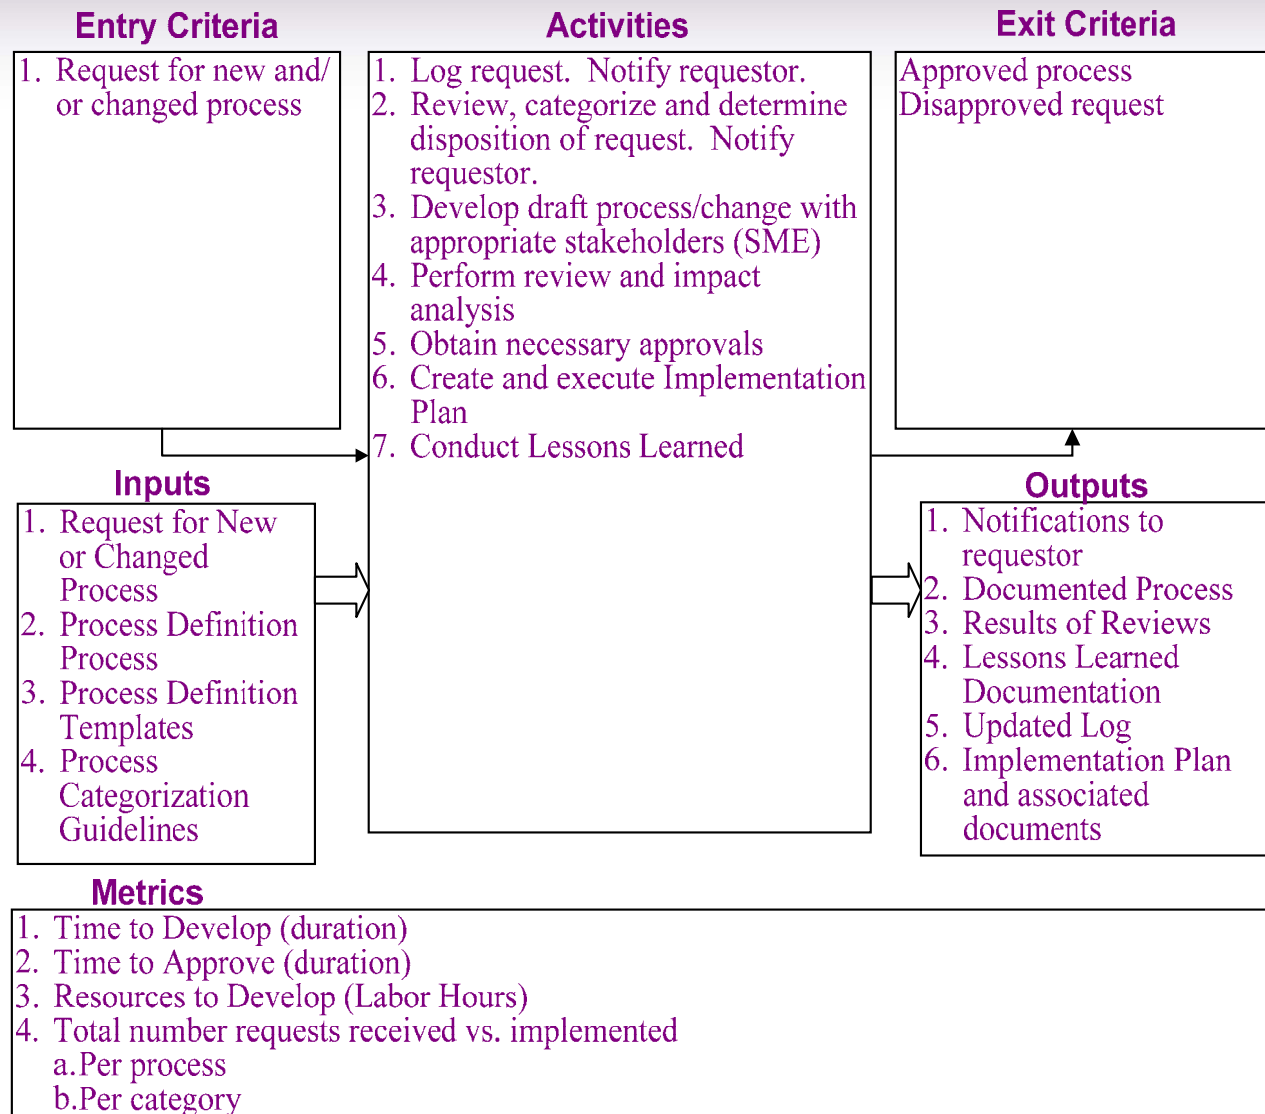 Entry Criteria
1. Request for new and/
or changed process
Activities
1. Log request. Notify requestor.
2. Review, categorize and determine
disposition of request. Notify
requestor.
3. Develop draft process/change with
appropriate stakeholders (SME)
4. Perform review and impact
analysis
5. Obtain necessary approvals
6. Create and execute Implementation
Plan
7. Conduct Lessons Learned
Exit Criteria
Approved process
Disapproved request
Inputs
1. Request for New
or Changed
Process
2. Process Definition
Process
3. Process Definition
Templates
4. Process
Categorization
Guidelines
Outputs
1. Notifications to
requestor
2. Documented Process
3. Results of Reviews
4. Lessons Learned
Documentation
5. Updated Log
6. Implementation Plan
and associated
documents
Metrics
1. Time to Develop (duration)
2. Time to Approve (duration)
3. Resources to Develop (Labor Hours)
4. Total number requests received vs. implemented
a.Per process
b.Per category